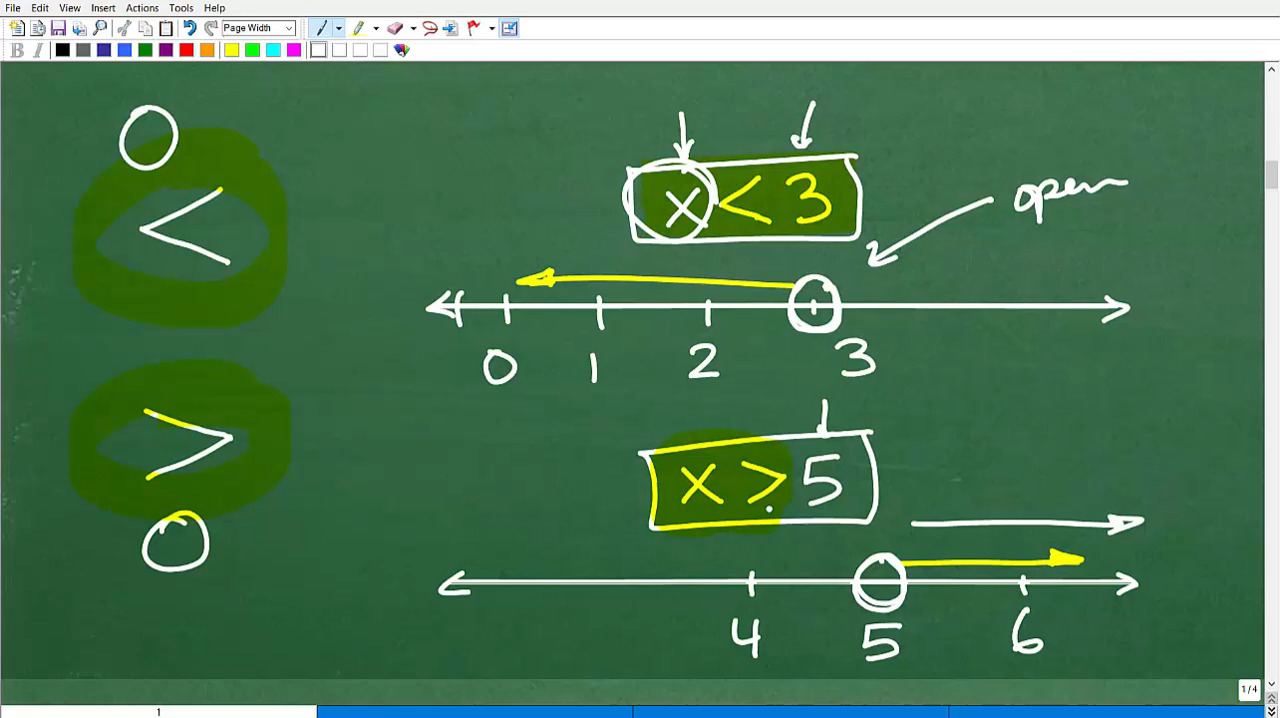 File Edit View Insert Actions Tools Help
Page Width
B I
x < 3
<
open
0 1 2 3
>
x > 5
4 5 6
1/4
1